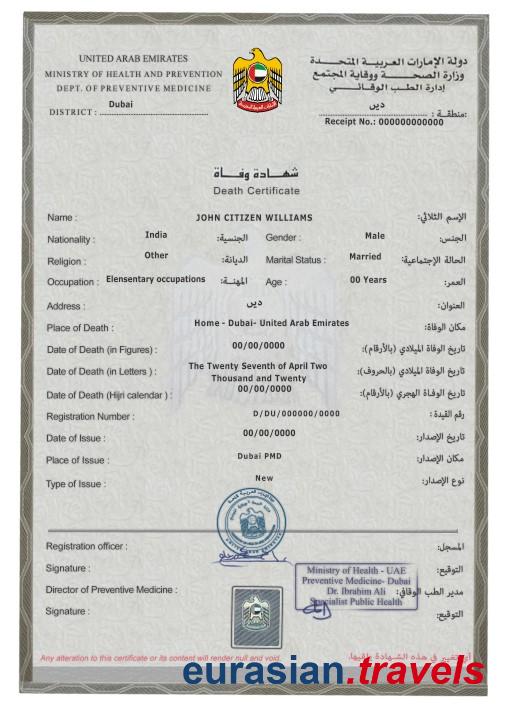 UNITED ARAB EMIRATES
MINISTRY OF HEALTH AND PREVENTION
DEPT. OF PREVENTIVE MEDICINE
Dubai
DISTRICT :
دولة الإمارات العربية المتحدة
وزارة الصحة ووقاية المجتمع
إدارة الطب الوقائي
دبي
منطقة :
Receipt No.: 000000000000
شهادة وفاة
Death Certificate
Name : JOHN CITIZEN WILLIAMS الإسم الثلاثي:
Nationality : India الجنسية: Gender : Male الجنس:
Religion : Other الديانة: Marital Status : Married الحالة الإجتماعية:
Occupation : Elensentary occupations المهنة: Age : 00 Years العمر:
Address : دبي العنوان:
Place of Death : Home - Dubai- United Arab Emirates مكان الوفاة:
Date of Death (in Figures) : 00/00/0000 تاريخ الوفاة الميلادي (بالأرقام):
Date of Death (in Letters ) : The Twenty Seventh of April Two تاريخ الوفاة الميلادي (بالحروف):
Thousand and Twenty
Date of Death (Hijri calendar ) : 00/00/0000 تاريخ الوفاة الهجري (بالأرقام):
Registration Number : D/DU/000000/0000 رقم القيدة :
Date of Issue : 00/00/0000 تاريخ الإصدار:
Place of Issue : Dubai PMD مكان الإصدار:
Type of Issue : New نوع الإصدار:
Registration officer : المسجل:
Signature : التوقيع:
Ministry of Health - UAE
Preventive Medicine- Dubai
Dr. Ibrahim Ali
Specialist Public Health
Director of Preventive Medicine : مدير الطب الوقافي:
Signature : التوقيع:
Any alteration to this certificate or its content will render null and void. أي تغيير في هذه الشهادة يلغيها.
eurasian.travels